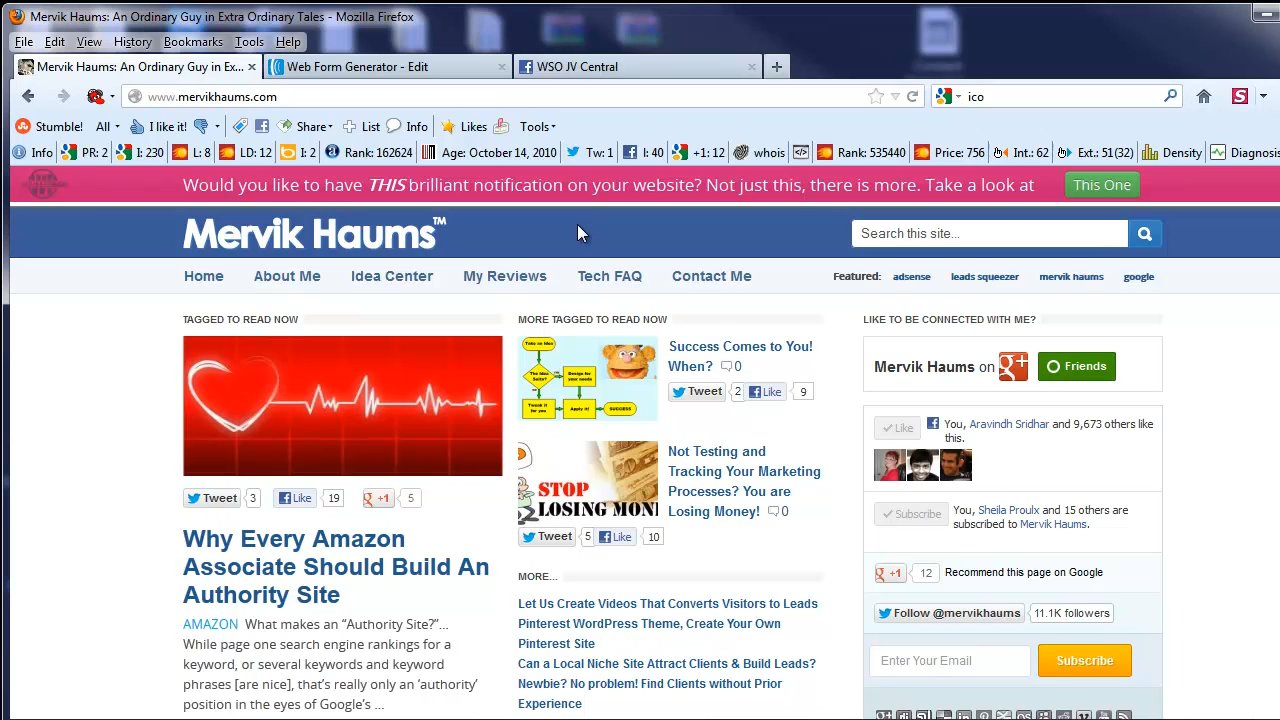 Mervik Haums: An Ordinary Guy in Extra Ordinary Tales - Mozilla Firefox
File Edit View History Bookmarks Tools Help
Mervik Haums: An Ordinary Guy in Ex... Web Form Generator - Edit WSO JV Central
www.mervikhaums.com ico
Stumble! All I like it! Share List Info Likes Tools
Info PR: 2 I: 230 L: 8 LD: 12 I: 2 Rank: 162624 Age: October 14, 2010 Tw: 1 I: 40 +1: 12 whois Rank: 535440 Price: 756 Int.: 62 Ext.: 51(32) Density Diagnosis
Would you like to have THIS brilliant notification on your website? Not just this, there is more. Take a look at This One
Mervik Haums™
Search this site...
Home About Me Idea Center My Reviews Tech FAQ Contact Me
Featured: adsense leads squeezer mervik haums google
TAGGED TO READ NOW
Tweet 3 Like 19 +1 5
Why Every Amazon
Associate Should Build An
Authority Site
AMAZON What makes an “Authority Site?”...
While page one search engine rankings for a
keyword, or several keywords and keyword
phrases [are nice], that’s really only an ‘authority’
position in the eyes of Google’s ...
MORE TAGGED TO READ NOW
Take an Idea
Design for your needs
Apply it!
SUCCESS
Success Comes to You!
When? 0
Tweet 2 Like 9
STOP
LOSING MON
Not Testing and
Tracking Your Marketing
Processes? You are
Losing Money! 0
Tweet 5 Like 10
MORE...
Let Us Create Videos That Converts Visitors to Leads
Pinterest WordPress Theme, Create Your Own
Pinterest Site
Can a Local Niche Site Attract Clients & Build Leads?
Newbie? No problem! Find Clients without Prior
Experience
LIKE TO BE CONNECTED WITH ME?
Mervik Haums on g+ Friends
Like You, Aravindh Sridhar and 9,673 others like
this.
Subscribe You, Sheila Proulx and 15 others are
subscribed to Mervik Haums.
+1 12 Recommend this page on Google
Follow @mervikhaums 11.1K followers
Enter Your Email Subscribe